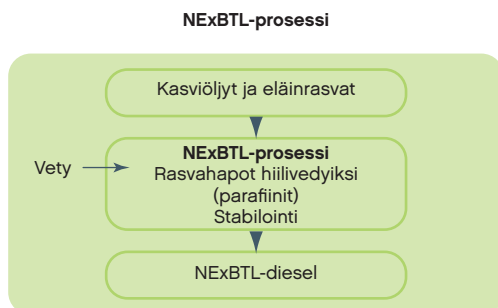 NExBTL-prosessi
Kasviöljyt ja eläinrasvat
Vety
NExBTL-prosessi
Rasvahapot hiilivedyiksi
(parafiinit)
Stabilointi
NExBTL-diesel